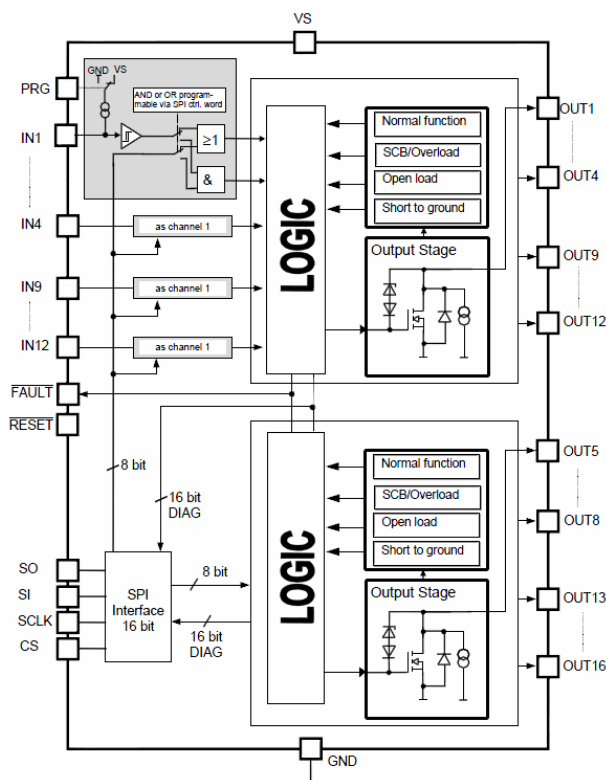 VS
GND VS
PRG
AND or OR program-
mable via SPI ctrl. word
IN1
≥1
&
IN4
as channel 1
IN9
as channel 1
IN12
as channel 1
FAULT
RESET
LOGIC
Normal function
SCB/Overload
Open load
Short to ground
Output Stage
OUT1
OUT4
OUT9
OUT12
8 bit
16 bit
DIAG
SO
SI
SCLK
CS
SPI
Interface
16 bit
8 bit
16 bit
DIAG
LOGIC
Normal function
SCB/Overload
Open load
Short to ground
Output Stage
OUT5
OUT8
OUT13
OUT16
GND